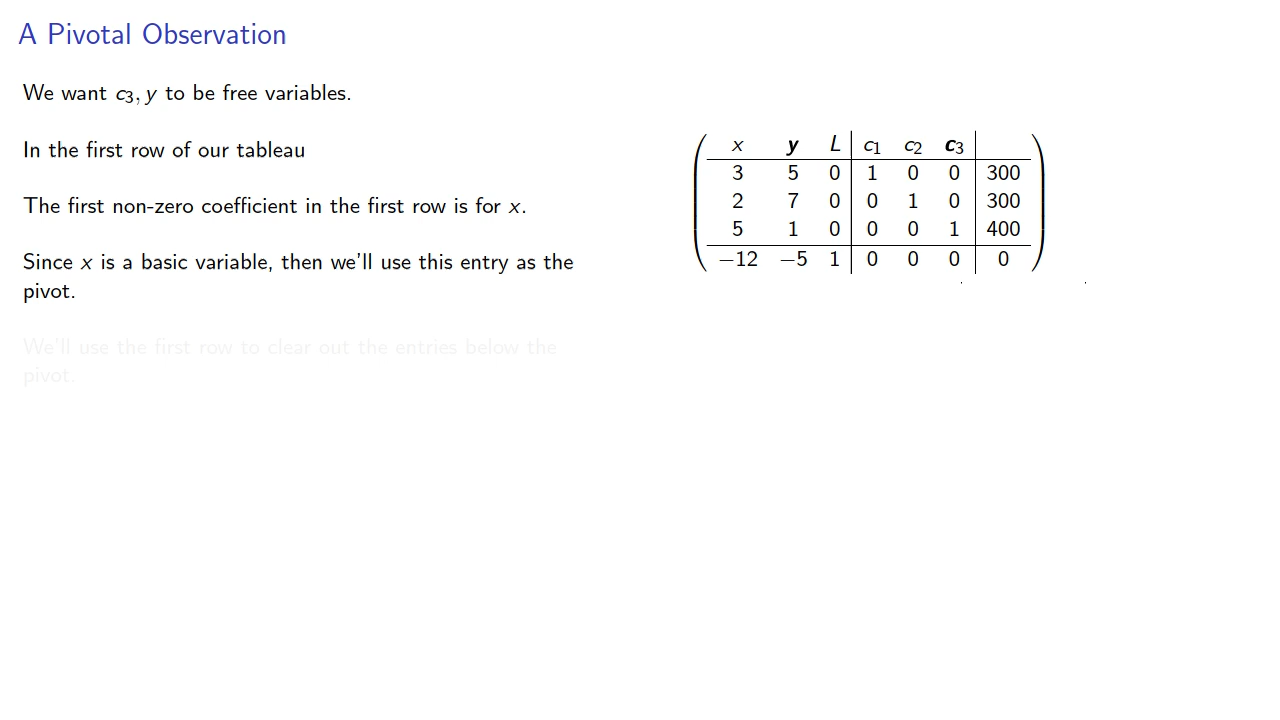 A Pivotal Observation
We want c₃, y to be free variables.
In the first row of our tableau
The first non-zero coefficient in the first row is for x.
Since x is a basic variable, then we'll use this entry as the
pivot.
We'll use the first row to clear out the entries below the
pivot.
x y L c₁ c₂ c₃
3 5 0 1 0 0 300
2 7 0 0 1 0 300
5 1 0 0 0 1 400
−12 −5 1 0 0 0 0